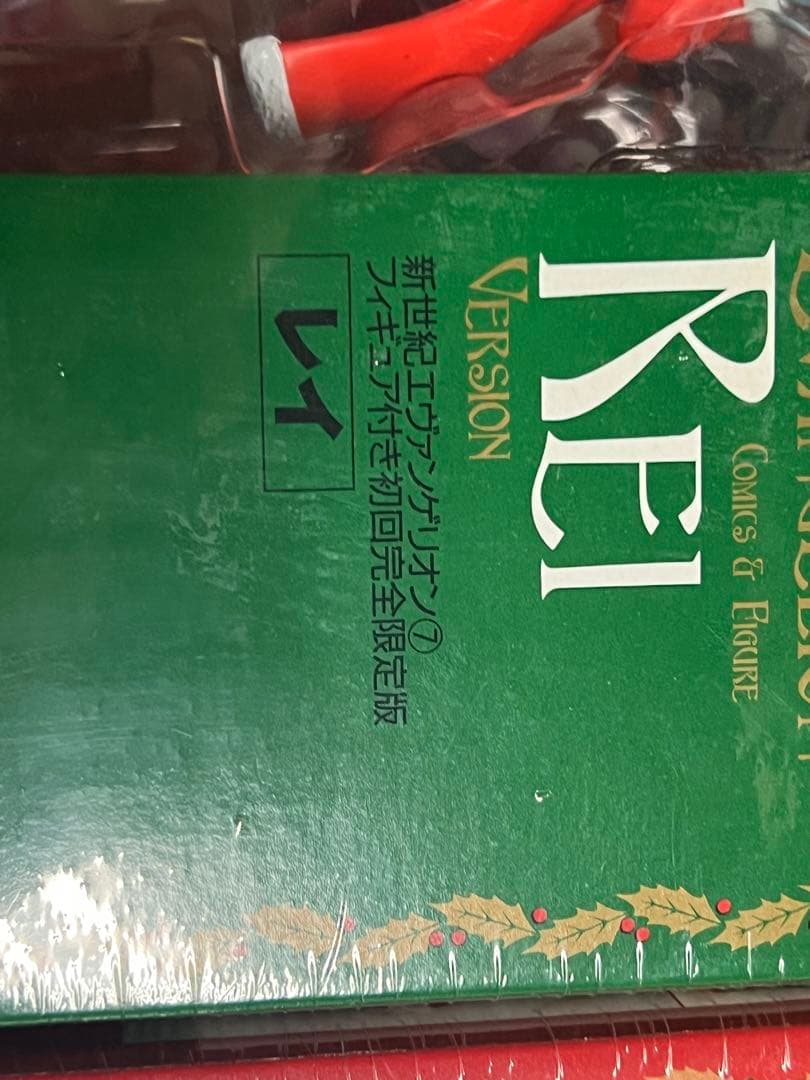 COMICS & FIGURE
REI
VERSION
新世紀エヴァンゲリオン⑦
フィギュア付き初回完全限定版
レイ